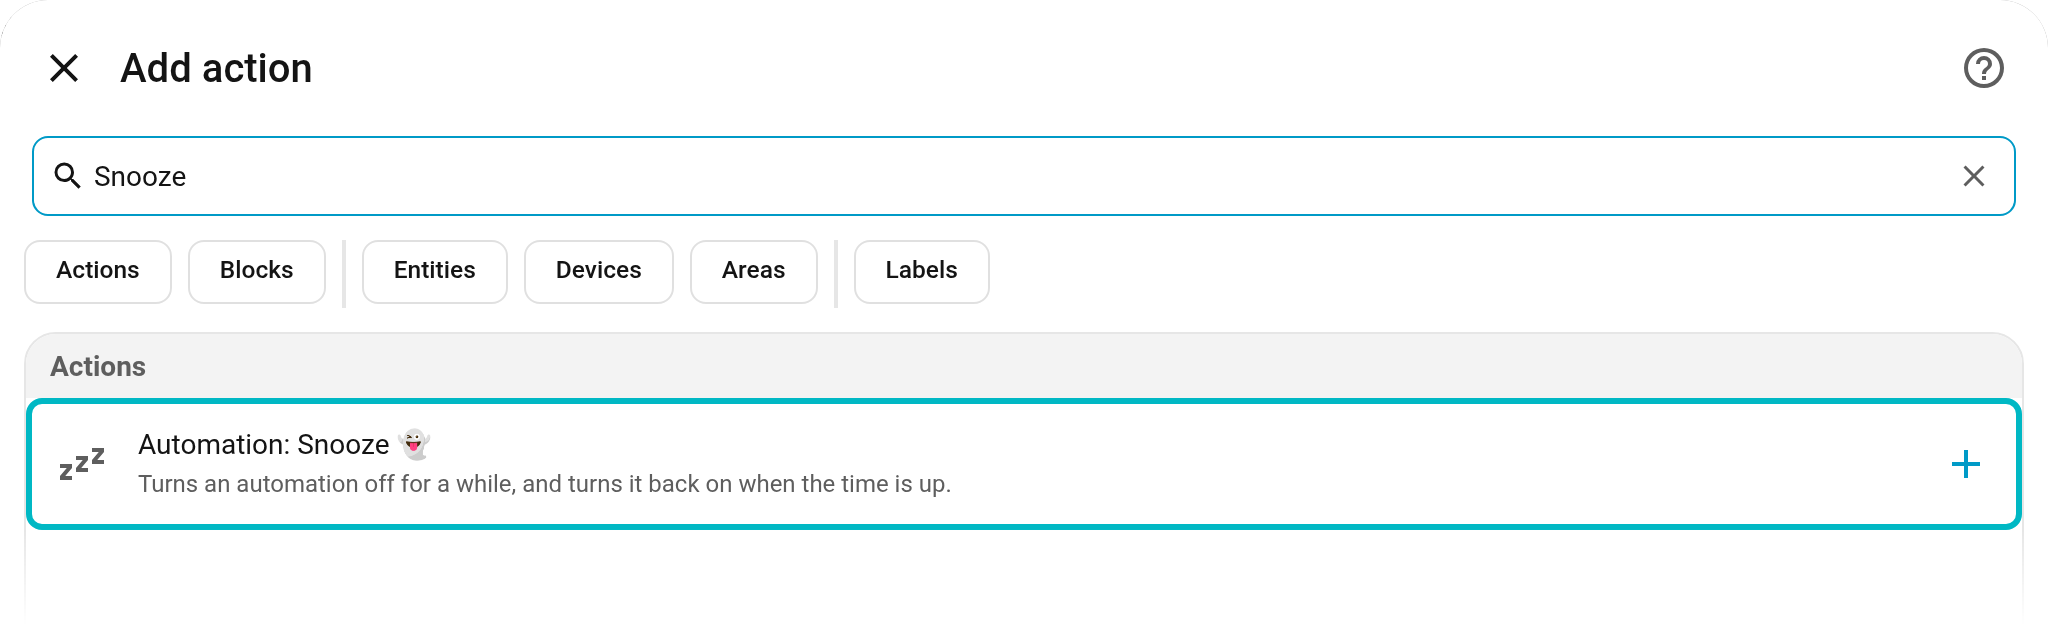 Add action
Snooze
Actions Blocks Entities Devices Areas Labels
Actions
zzz
Automation: Snooze 👻
Turns an automation off for a while, and turns it back on when the time is up.